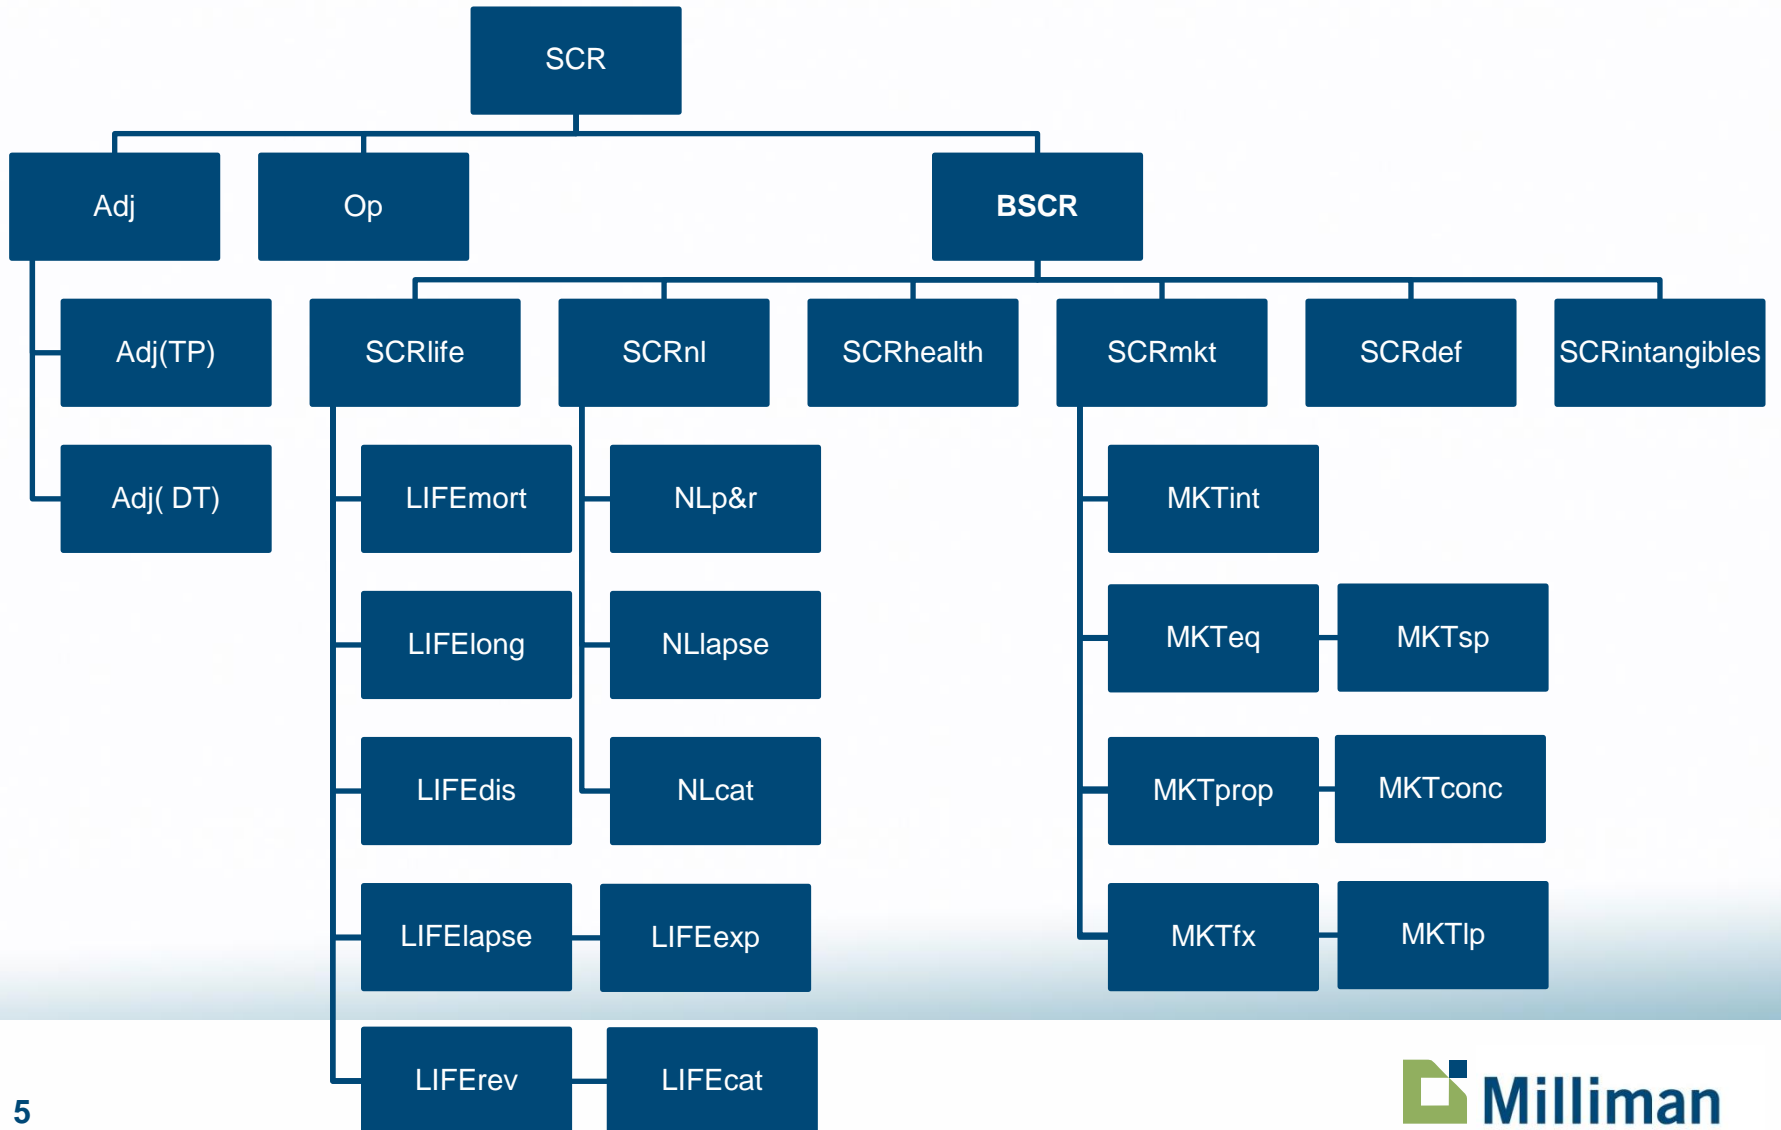 SCR
Adj
Op
BSCR
Adj(TP)
SCRlife
SCRnl
SCRhealth
SCRmkt
SCRdef
SCRintangibles
Adj( DT)
LIFEmort
NLp&r
MKTint
LIFElong
NLlapse
MKTeq
MKTsp
LIFEdis
NLcat
MKTprop
MKTconc
LIFElapse
LIFEexp
MKTfx
MKTlp
LIFErev
LIFEcat
5
Milliman